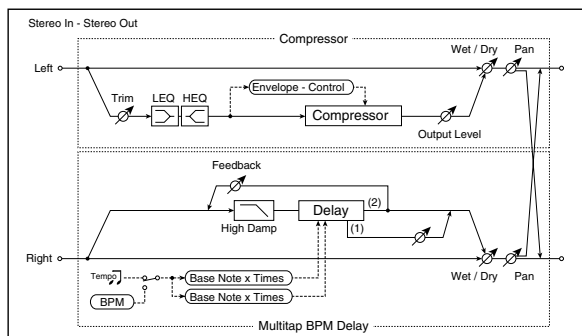 Stereo In - Stereo Out
Compressor
Wet / Dry
Pan
Left
Envelope - Control
Trim
LEQ
HEQ
Compressor
Output Level
Feedback
High Damp
Delay
(2)
(1)
Right
Wet / Dry
Pan
Tempo
BPM
Base Note x Times
Base Note x Times
Multitap BPM Delay